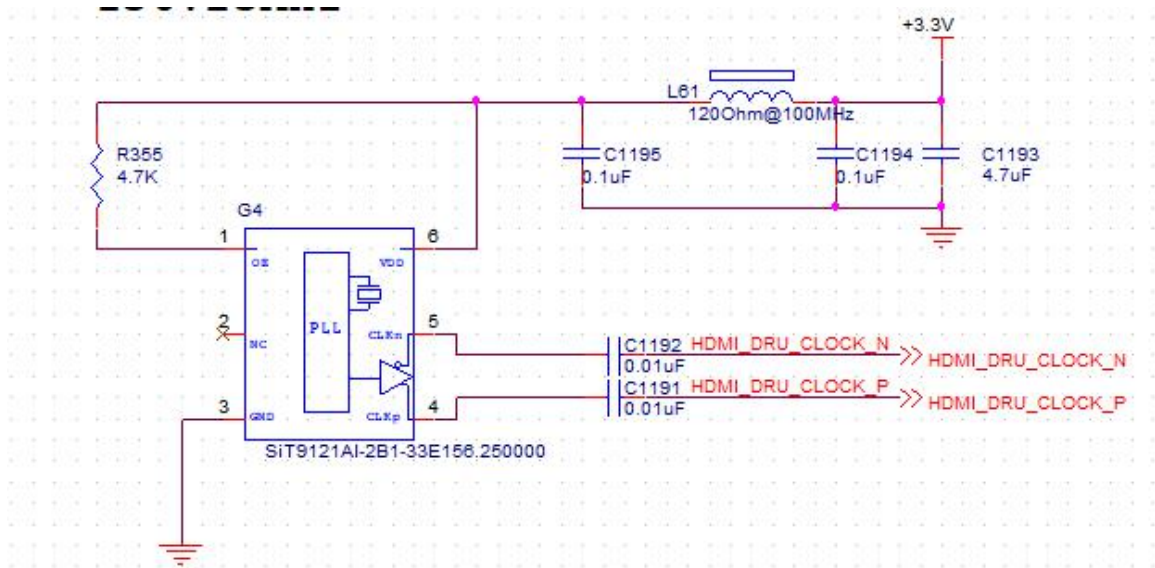 +3.3V
L61
120Ohm@100MHz
R355
4.7K
C1195
0.1uF
C1194
0.1uF
C1193
4.7uF
G4
1
6
OE
VDD
2
5
NC
PLL
CLKn
3
4
GND
CLKp
C1192
0.01uF
HDMI_DRU_CLOCK_N
HDMI_DRU_CLOCK_N
C1191
0.01uF
HDMI_DRU_CLOCK_P
HDMI_DRU_CLOCK_P
SiT9121AI-2B1-33E156.250000